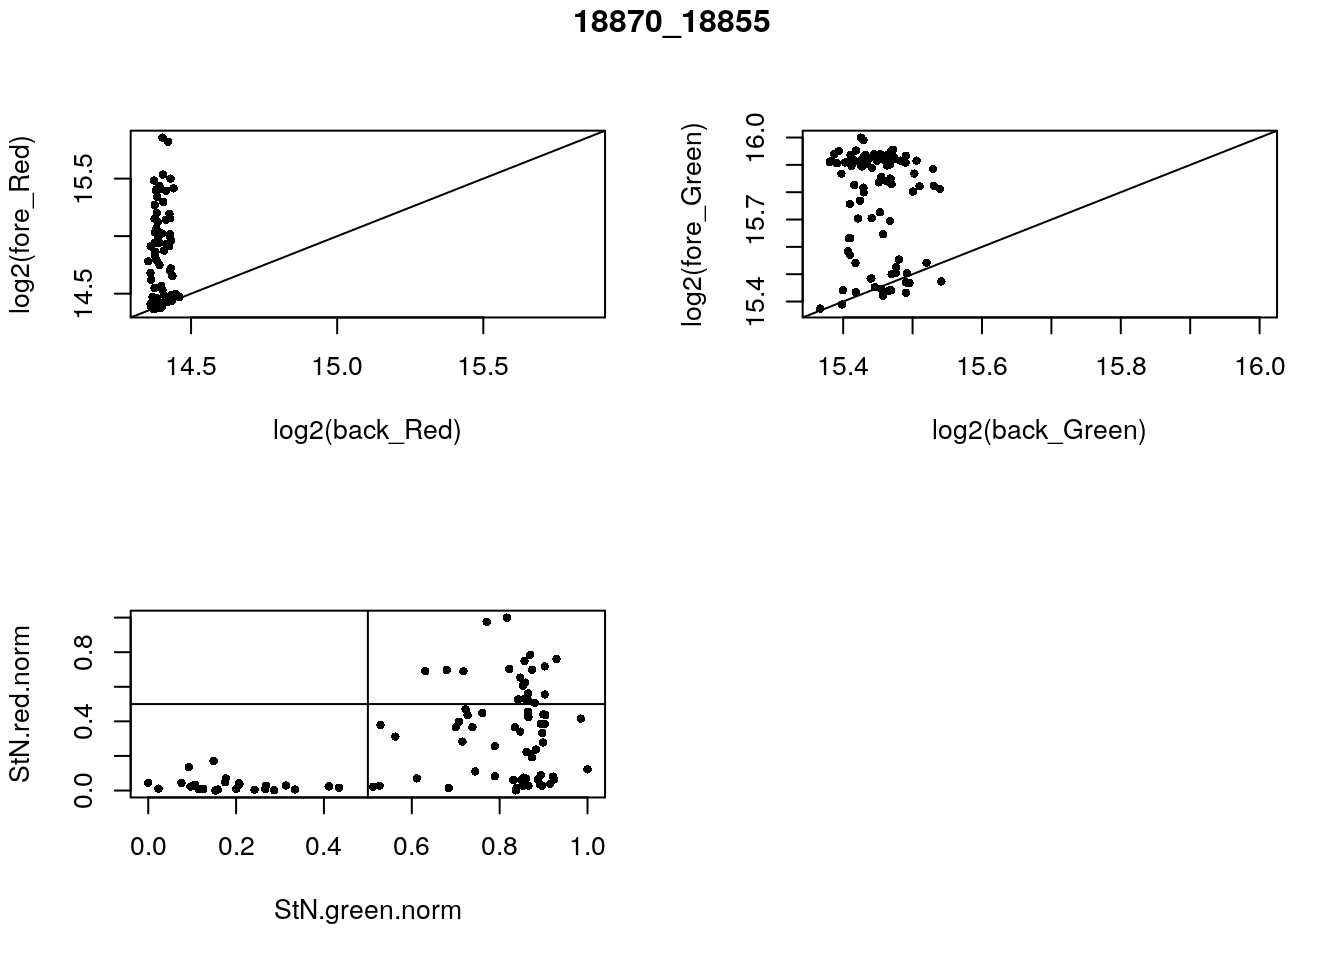 18870_18855
log2(fore_Red)
15.5
14.5
14.5 15.0 15.5
log2(back_Red)
log2(fore_Green)
16.0
15.7
15.4
15.4 15.6 15.8 16.0
log2(back_Green)
StN.red.norm
0.8
0.4
0.0
0.0 0.2 0.4 0.6 0.8 1.0
StN.green.norm